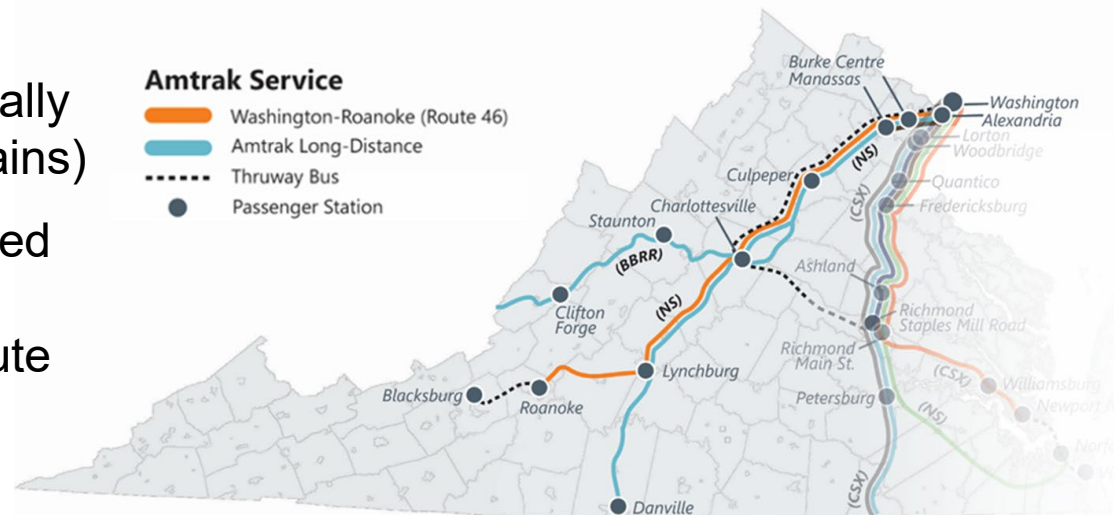 ally
ains)
ed
ute
Amtrak Service
Washington-Roanoke (Route 46)
Amtrak Long-Distance
Thruway Bus
Passenger Station
Burke Centre
Manassas
Washington
Alexandria
Lorton
Woodbridge
(NS)
Culpeper
Quantico
(CSX)
Fredericksburg
Charlottesville
Staunton
(BBRR)
Ashland
Clifton
Forge
(NS)
Richmond
Staples Mill Road
Richmond
Main St.
Lynchburg
(CSX)
Williamsburg
Blacksburg
Roanoke
Petersburg
(NS)
Newport
Norf
(CSX)
Danville